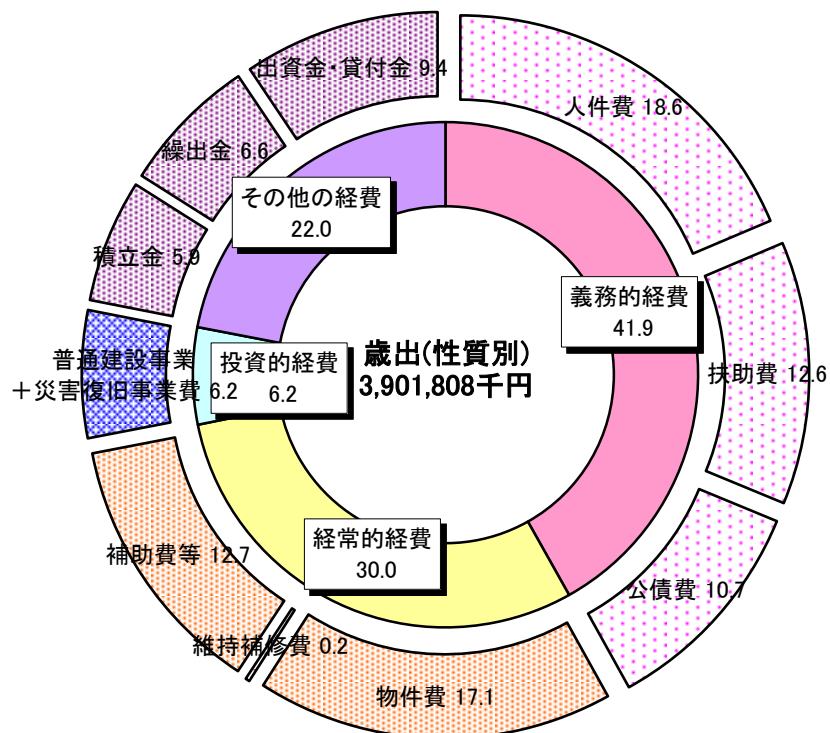 出資金・貸付金 9.4
人件費 18.6
繰出金 6.6
その他の経費
22.0
積立金 5.9
義務的経費
41.9
歳出(性質別)
3,901,808千円
投資的経費
6.2
普通建設事業
＋災害復旧事業費 6.2
扶助費 12.6
経常的経費
30.0
補助費等 12.7
公債費 10.7
維持補修費 0.2
物件費 17.1